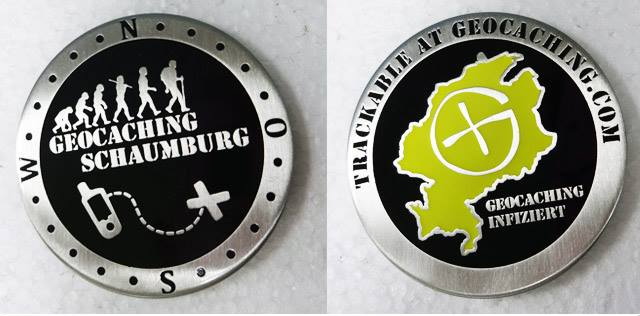 N
O
S
W
GEOCACHING
SCHAUMBURG
TRACKABLE AT GEOCACHING.COM
GEOCACHING
INFIZIERT